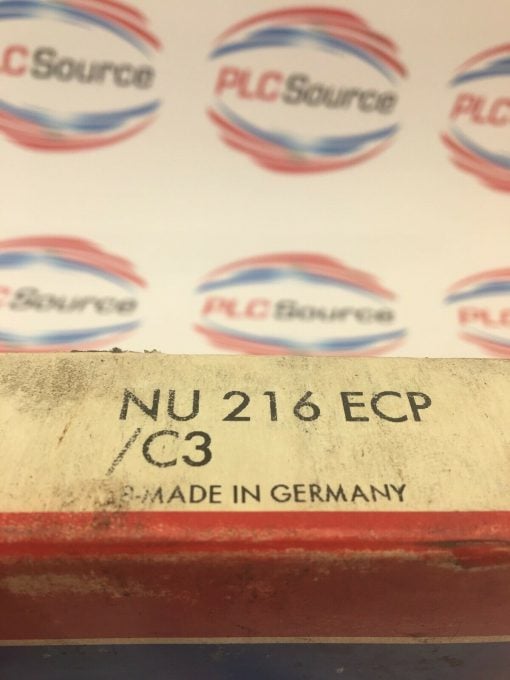 PLCSource
PLCSource
PLCSource
PLCSource
NU 216 ECP
/C3
-MADE IN GERMANY